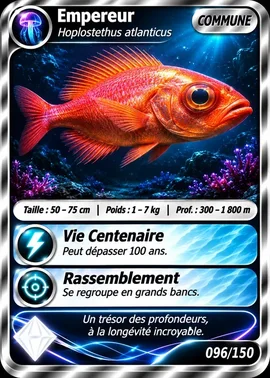 Empereur
COMMUNE
Hoplostethus atlanticus
Taille : 50 – 75 cm | Poids : 1 – 7 kg | Prof. : 300 – 1 800 m
Vie Centenaire
Peut dépasser 100 ans.
Rassemblement
Se regroupe en grands bancs.
Un trésor des profondeurs,
à la longévité incroyable.
096/150